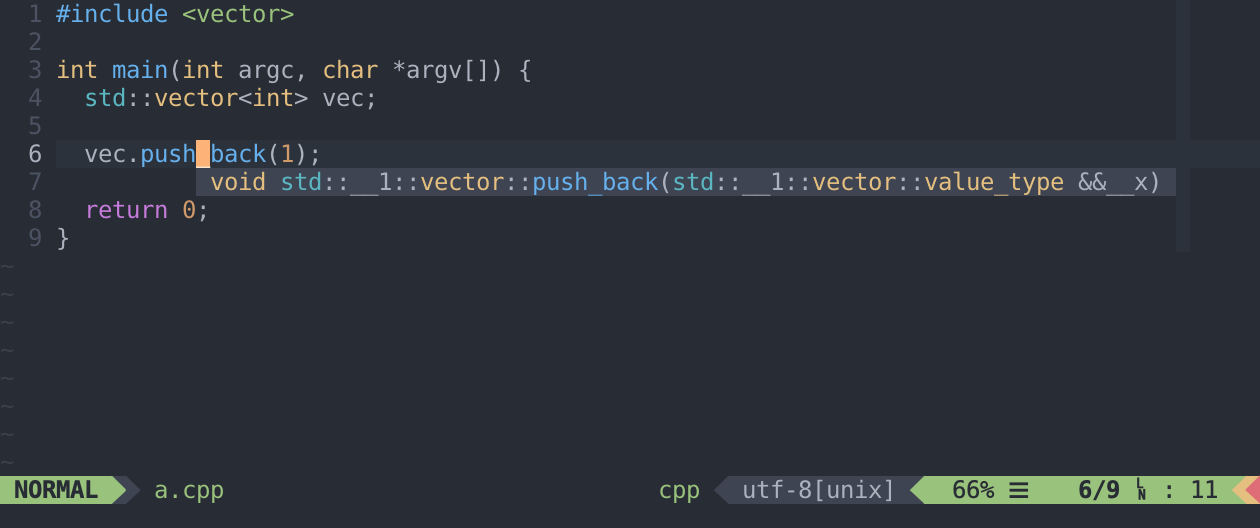 1 #include <vector>
2
3 int main(int argc, char *argv[]) {
4   std::vector<int> vec;
5
6   vec.push_back(1);
7           void std::__1::vector::push_back(std::__1::vector::value_type &&__x)
8   return 0;
9 }
~
~
~
~
~
~
~
~
NORMAL a.cpp cpp utf-8[unix] 66% ☰ 6/9 ㏑ : 11